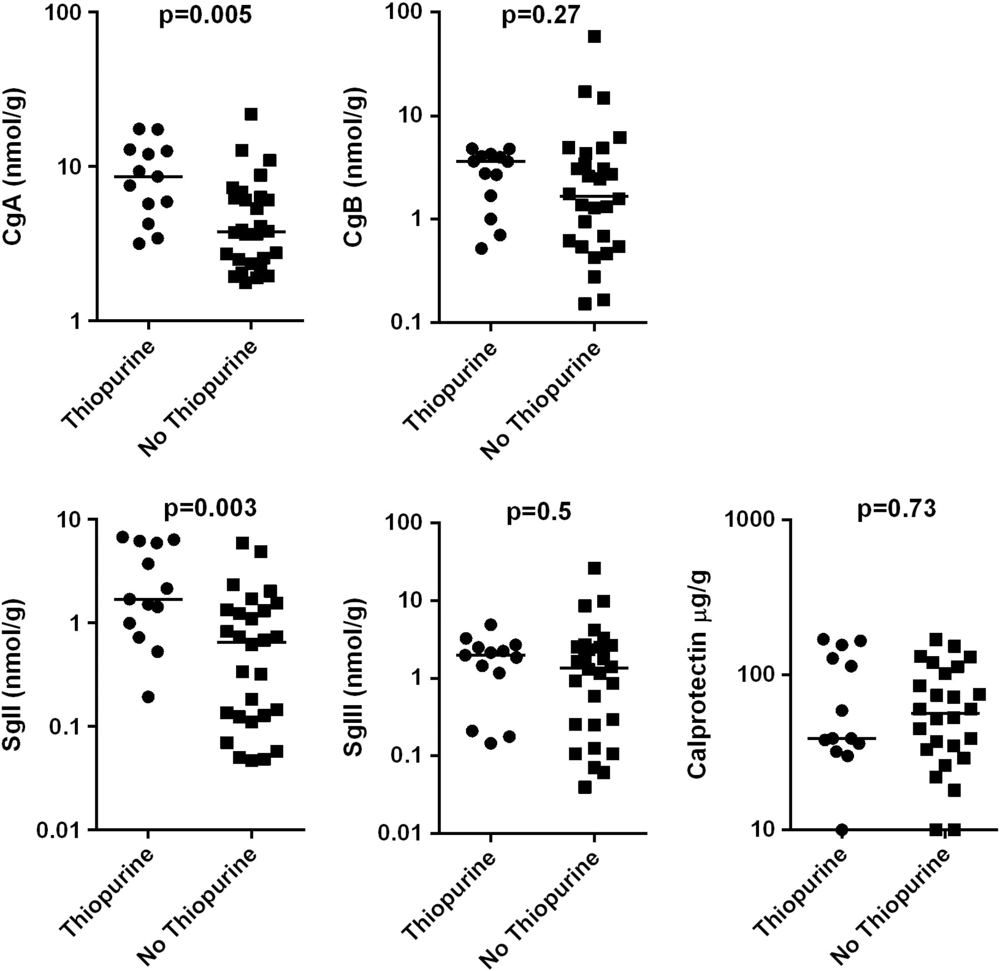 p=0.005
CgA (nmol/g)
100
10
1
Thiopurine
No Thiopurine
p=0.27
CgB (nmol/g)
100
10
1
0.1
Thiopurine
No Thiopurine
p=0.003
SgII (nmol/g)
10
1
0.1
0.01
Thiopurine
No Thiopurine
p=0.5
SgIII (nmol/g)
100
10
1
0.1
0.01
Thiopurine
No Thiopurine
p=0.73
Calprotectin μg/g
1000
100
10
Thiopurine
No Thiopurine